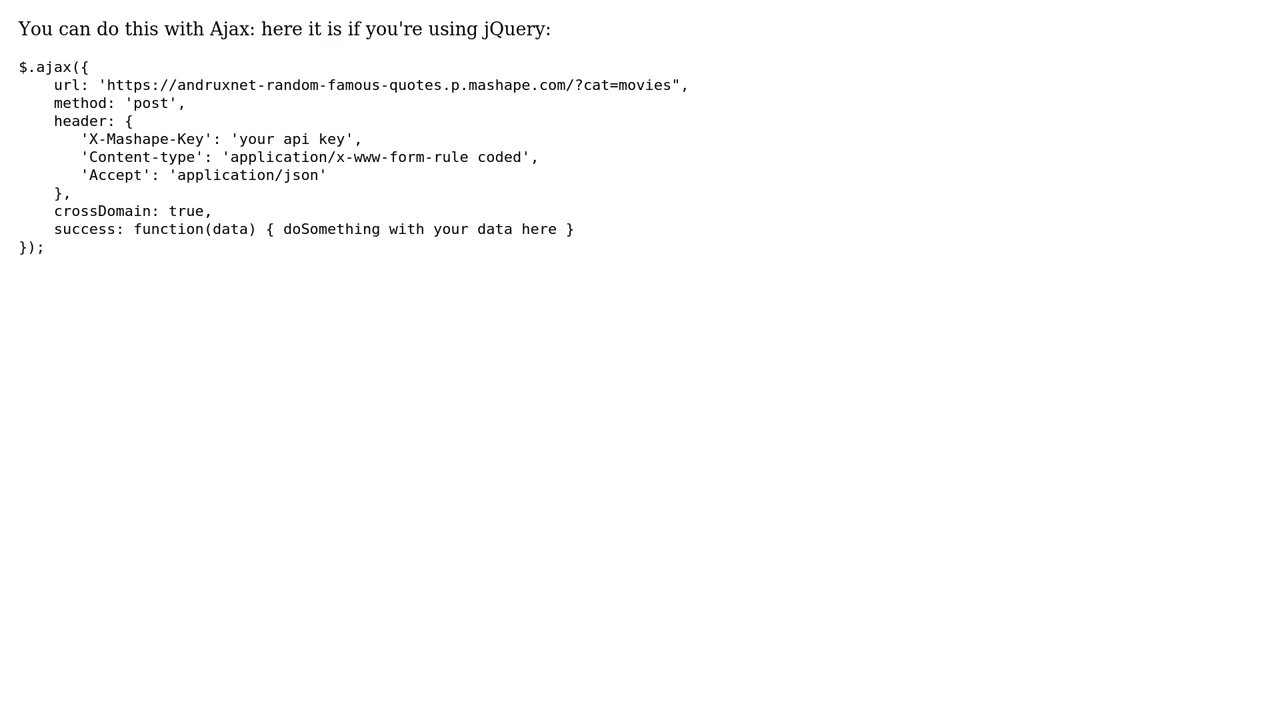 You can do this with Ajax: here it is if you're using jQuery:
$.ajax({
    url: 'https://andruxnet-random-famous-quotes.p.mashape.com/?cat=movies",
    method: 'post',
    header: {
       'X-Mashape-Key': 'your api key',
       'Content-type': 'application/x-www-form-rule coded',
       'Accept': 'application/json'
    },
    crossDomain: true,
    success: function(data) { doSomething with your data here }
});